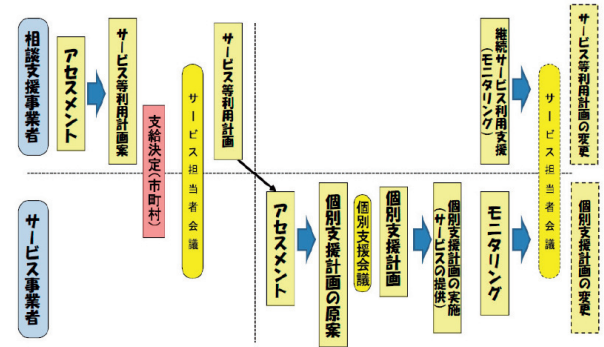 相談支援事業者
アセスメント
サービス等利用計画案
支給決定(市町村)
サービス担当者会議
サービス等利用計画
継続サービス利用支援
(モニタリング)
サービス担当者会議
サービス等利用計画の変更
サービス事業者
アセスメント
個別支援計画の原案
個別支援会議
個別支援計画
個別支援計画の実施
(サービスの提供)
モニタリング
個別支援計画の変更